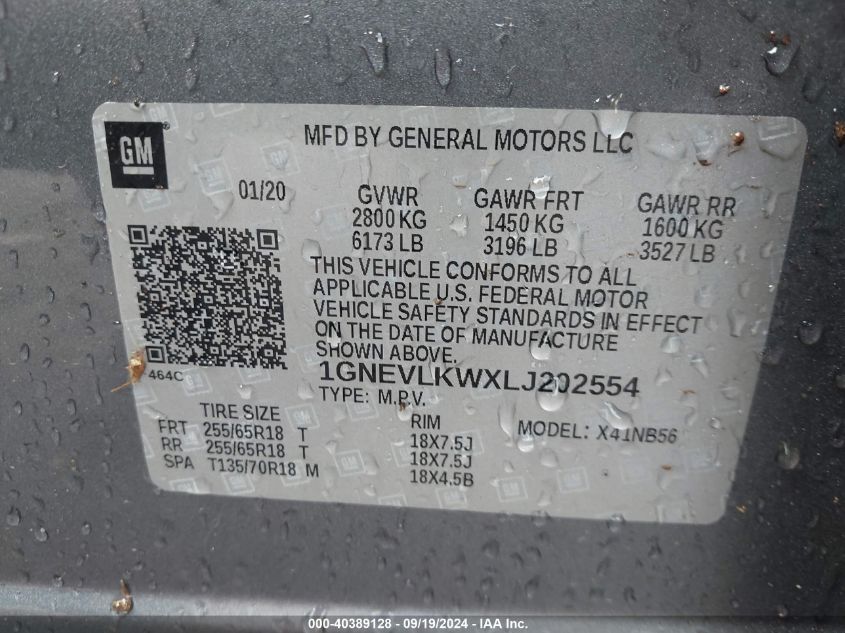 GM
MFD BY GENERAL MOTORS LLC
01/20
GVWR GAWR FRT GAWR RR
2800 KG 1450 KG 1600 KG
6173 LB 3196 LB 3527 LB
THIS VEHICLE CONFORMS TO ALL
APPLICABLE U.S. FEDERAL MOTOR
VEHICLE SAFETY STANDARDS IN EFFECT
ON THE DATE OF MANUFACTURE
SHOWN ABOVE.
464C
1GNEVLKWXLJ202554
TYPE: M.P.V.
TIRE SIZE RIM MODEL: X41NB56
FRT 255/65R18 T 18X7.5J
RR 255/65R18 T 18X7.5J
SPA T135/70R18 M 18X4.5B
000-40389128 - 09/19/2024 - IAA Inc.